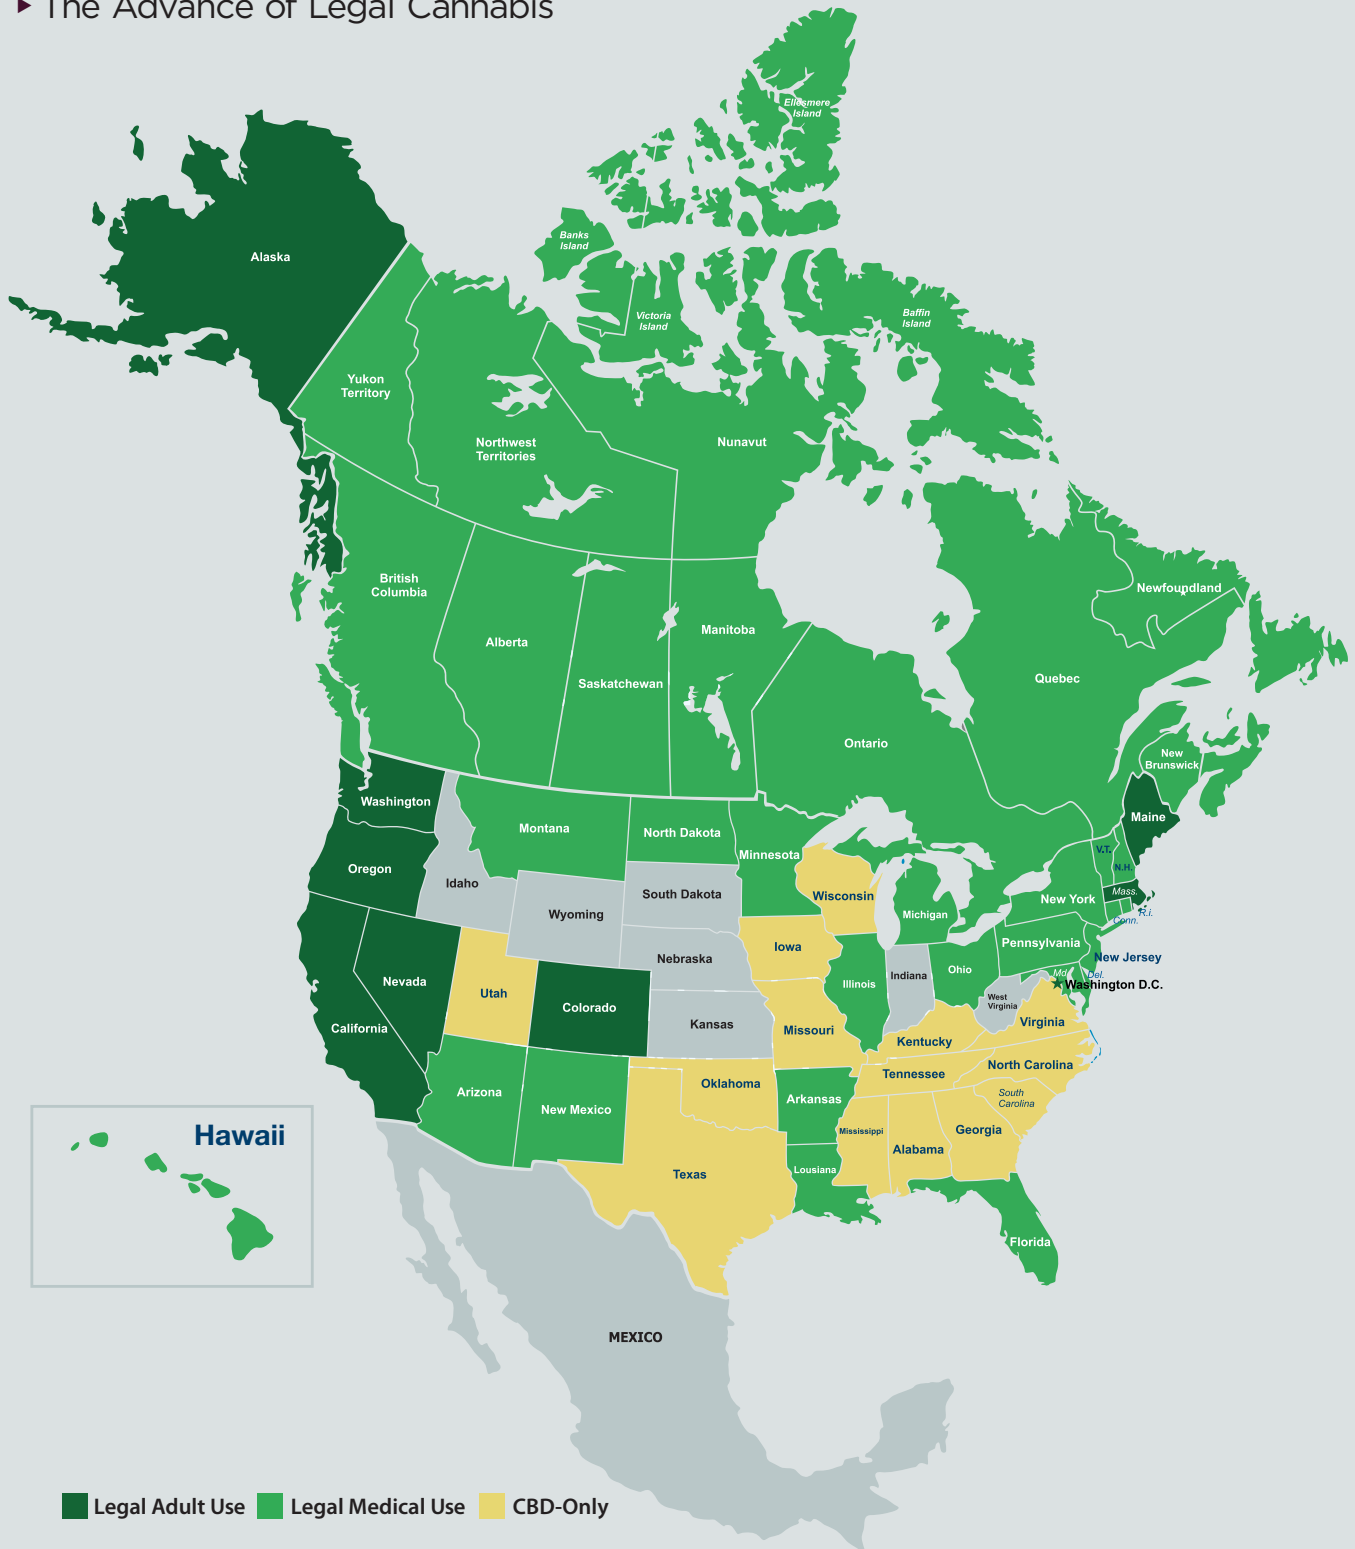 The Advance of Legal Cannabis
Ellesmere
Island
Banks
Island
Alaska
Victoria
Island
Baffin
Island
Yukon
Territory
Northwest
Territories
Nunavut
British
Columbia
Alberta
Saskatchewan
Manitoba
Newfoundland
Quebec
Ontario
New
Brunswick
Washington
Montana
North Dakota
Minnesota
Maine
V.T.
N.H.
Oregon
Idaho
Wyoming
South Dakota
Wisconsin
Michigan
New York
Mass.
R.i.
Conn.
Nevada
Utah
Colorado
Nebraska
Iowa
Illinois
Indiana
Ohio
Pennsylvania
New Jersey
Md.
Del.
Washington D.C.
West
Virginia
Virginia
California
Kansas
Missouri
Kentucky
Arizona
New Mexico
Oklahoma
Arkansas
Tennessee
North Carolina
South
Carolina
Mississippi
Alabama
Georgia
Texas
Lousiana
Florida
Hawaii
MEXICO
Legal Adult Use
Legal Medical Use
CBD-Only